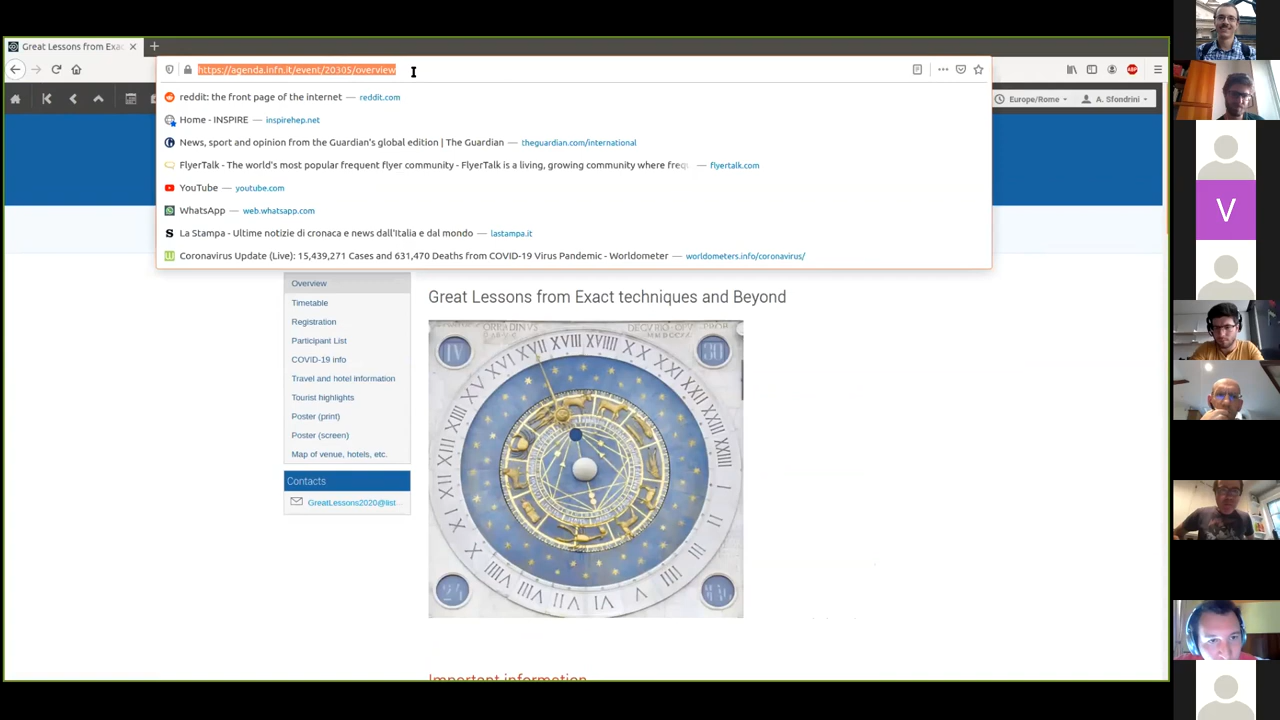 Great Lessons from Exac
https://agenda.infn.it/event/20305/overview
reddit: the front page of the internet — reddit.com
Home - INSPIRE — inspirehep.net
News, sport and opinion from the Guardian's global edition | The Guardian — theguardian.com/international
FlyerTalk - The world's most popular frequent flyer community - FlyerTalk is a living, growing community where freq — flyertalk.com
YouTube — youtube.com
WhatsApp — web.whatsapp.com
La Stampa - Ultime notizie di cronaca e news dall'Italia e dal mondo — lastampa.it
Coronavirus Update (Live): 15,439,271 Cases and 631,470 Deaths from COVID-19 Virus Pandemic - Worldometer — worldometers.info/coronavirus/
Europe/Rome
A. Sfondrini
ABP
V
Overview
Timetable
Registration
Participant List
COVID-19 info
Travel and hotel information
Tourist highlights
Poster (print)
Poster (screen)
Map of venue, hotels, etc.
Contacts
GreatLessons2020@list...
Great Lessons from Exact techniques and Beyond
Important information